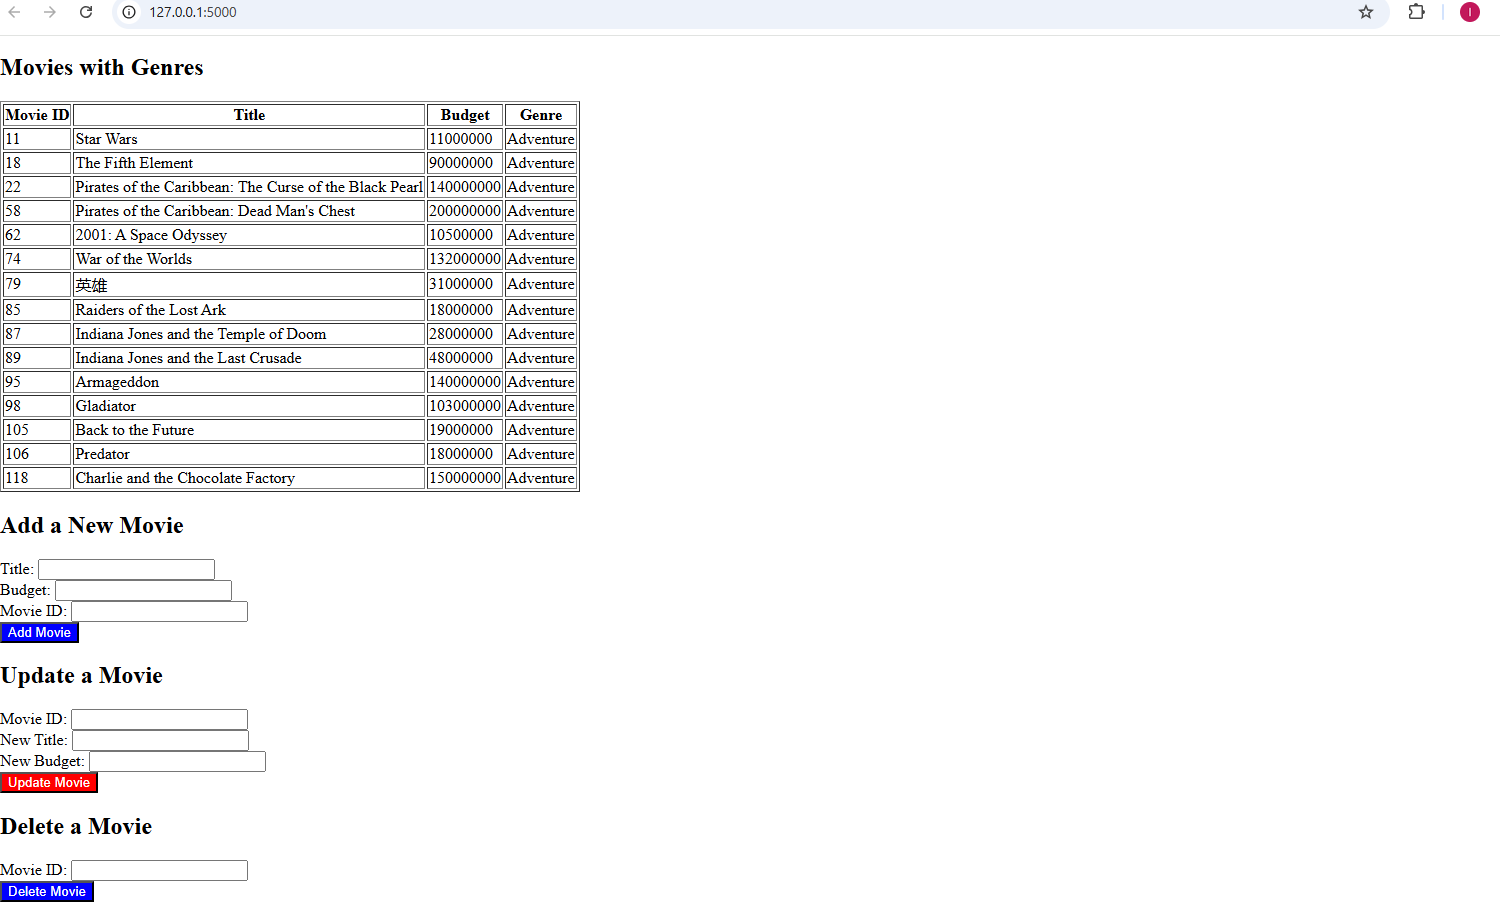 127.0.0.1:5000
I
Movies with Genres
Movie ID Title Budget Genre
11 Star Wars 11000000 Adventure
18 The Fifth Element 90000000 Adventure
22 Pirates of the Caribbean: The Curse of the Black Pearl 140000000 Adventure
58 Pirates of the Caribbean: Dead Man's Chest 200000000 Adventure
62 2001: A Space Odyssey 10500000 Adventure
74 War of the Worlds 132000000 Adventure
79 英雄 31000000 Adventure
85 Raiders of the Lost Ark 18000000 Adventure
87 Indiana Jones and the Temple of Doom 28000000 Adventure
89 Indiana Jones and the Last Crusade 48000000 Adventure
95 Armageddon 140000000 Adventure
98 Gladiator 103000000 Adventure
105 Back to the Future 19000000 Adventure
106 Predator 18000000 Adventure
118 Charlie and the Chocolate Factory 150000000 Adventure
Add a New Movie
Title:
Budget:
Movie ID:
Add Movie
Update a Movie
Movie ID:
New Title:
New Budget:
Update Movie
Delete a Movie
Movie ID:
Delete Movie